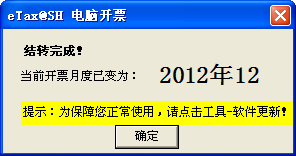 eTax@SH 电脑开票
结转完成！
当前开票月度已变为： 2012年12
提示：为保障您正常使用，请点击工具-软件更新！
确定